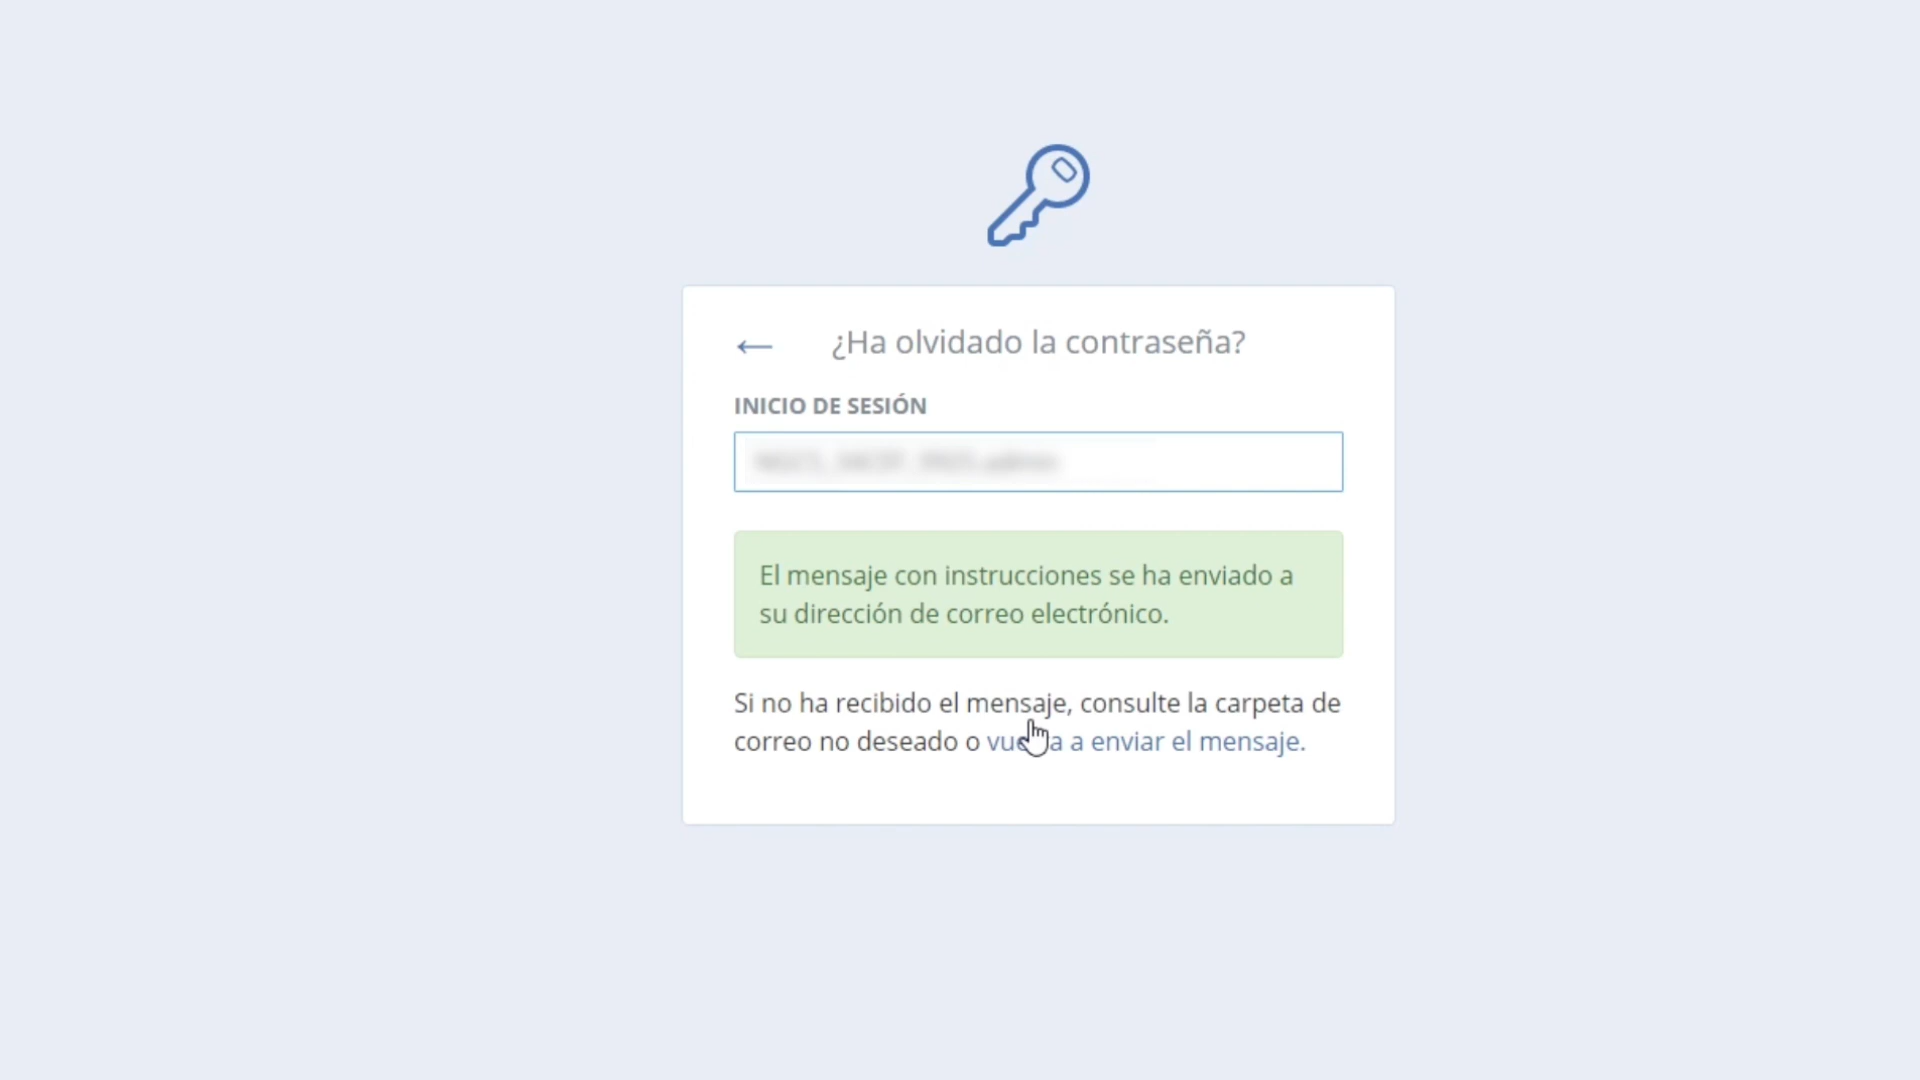 ¿Ha olvidado la contraseña?
INICIO DE SESIÓN
El mensaje con instrucciones se ha enviado a
su dirección de correo electrónico.
Si no ha recibido el mensaje, consulte la carpeta de
correo no deseado o vuelva a enviar el mensaje.